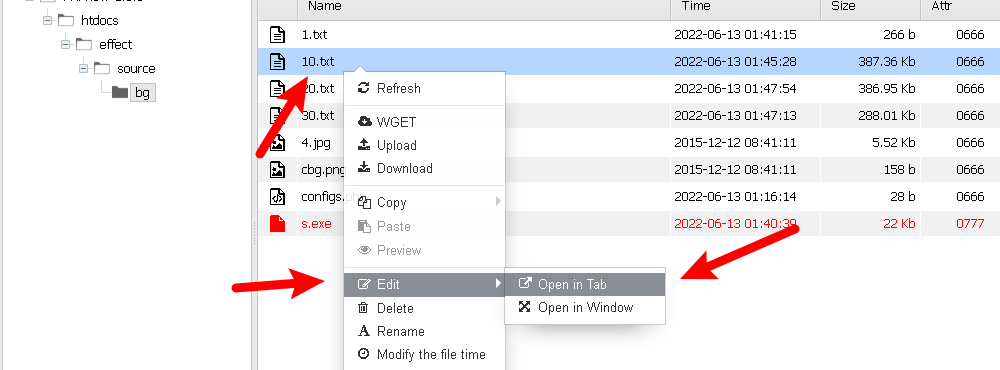 htdocs
effect
source
bg
Name Time Size Attr
1.txt 2022-06-13 01:41:15 266 b 0666
10.txt 2022-06-13 01:45:28 387.36 Kb 0666
20.txt 2022-06-13 01:47:54 386.95 Kb 0666
30.txt 2022-06-13 01:47:13 288.01 Kb 0666
4.jpg 2015-12-12 08:41:11 5.52 Kb 0666
cbg.png 2015-12-12 08:41:11 158 b 0666
configs. 2022-06-13 01:16:14 28 b 0666
s.exe 2022-06-13 01:40:39 22 Kb 0777
Refresh
WGET
Upload
Download
Copy
Paste
Preview
Edit
Delete
Rename
Modify the file time
Open in Tab
Open in Window